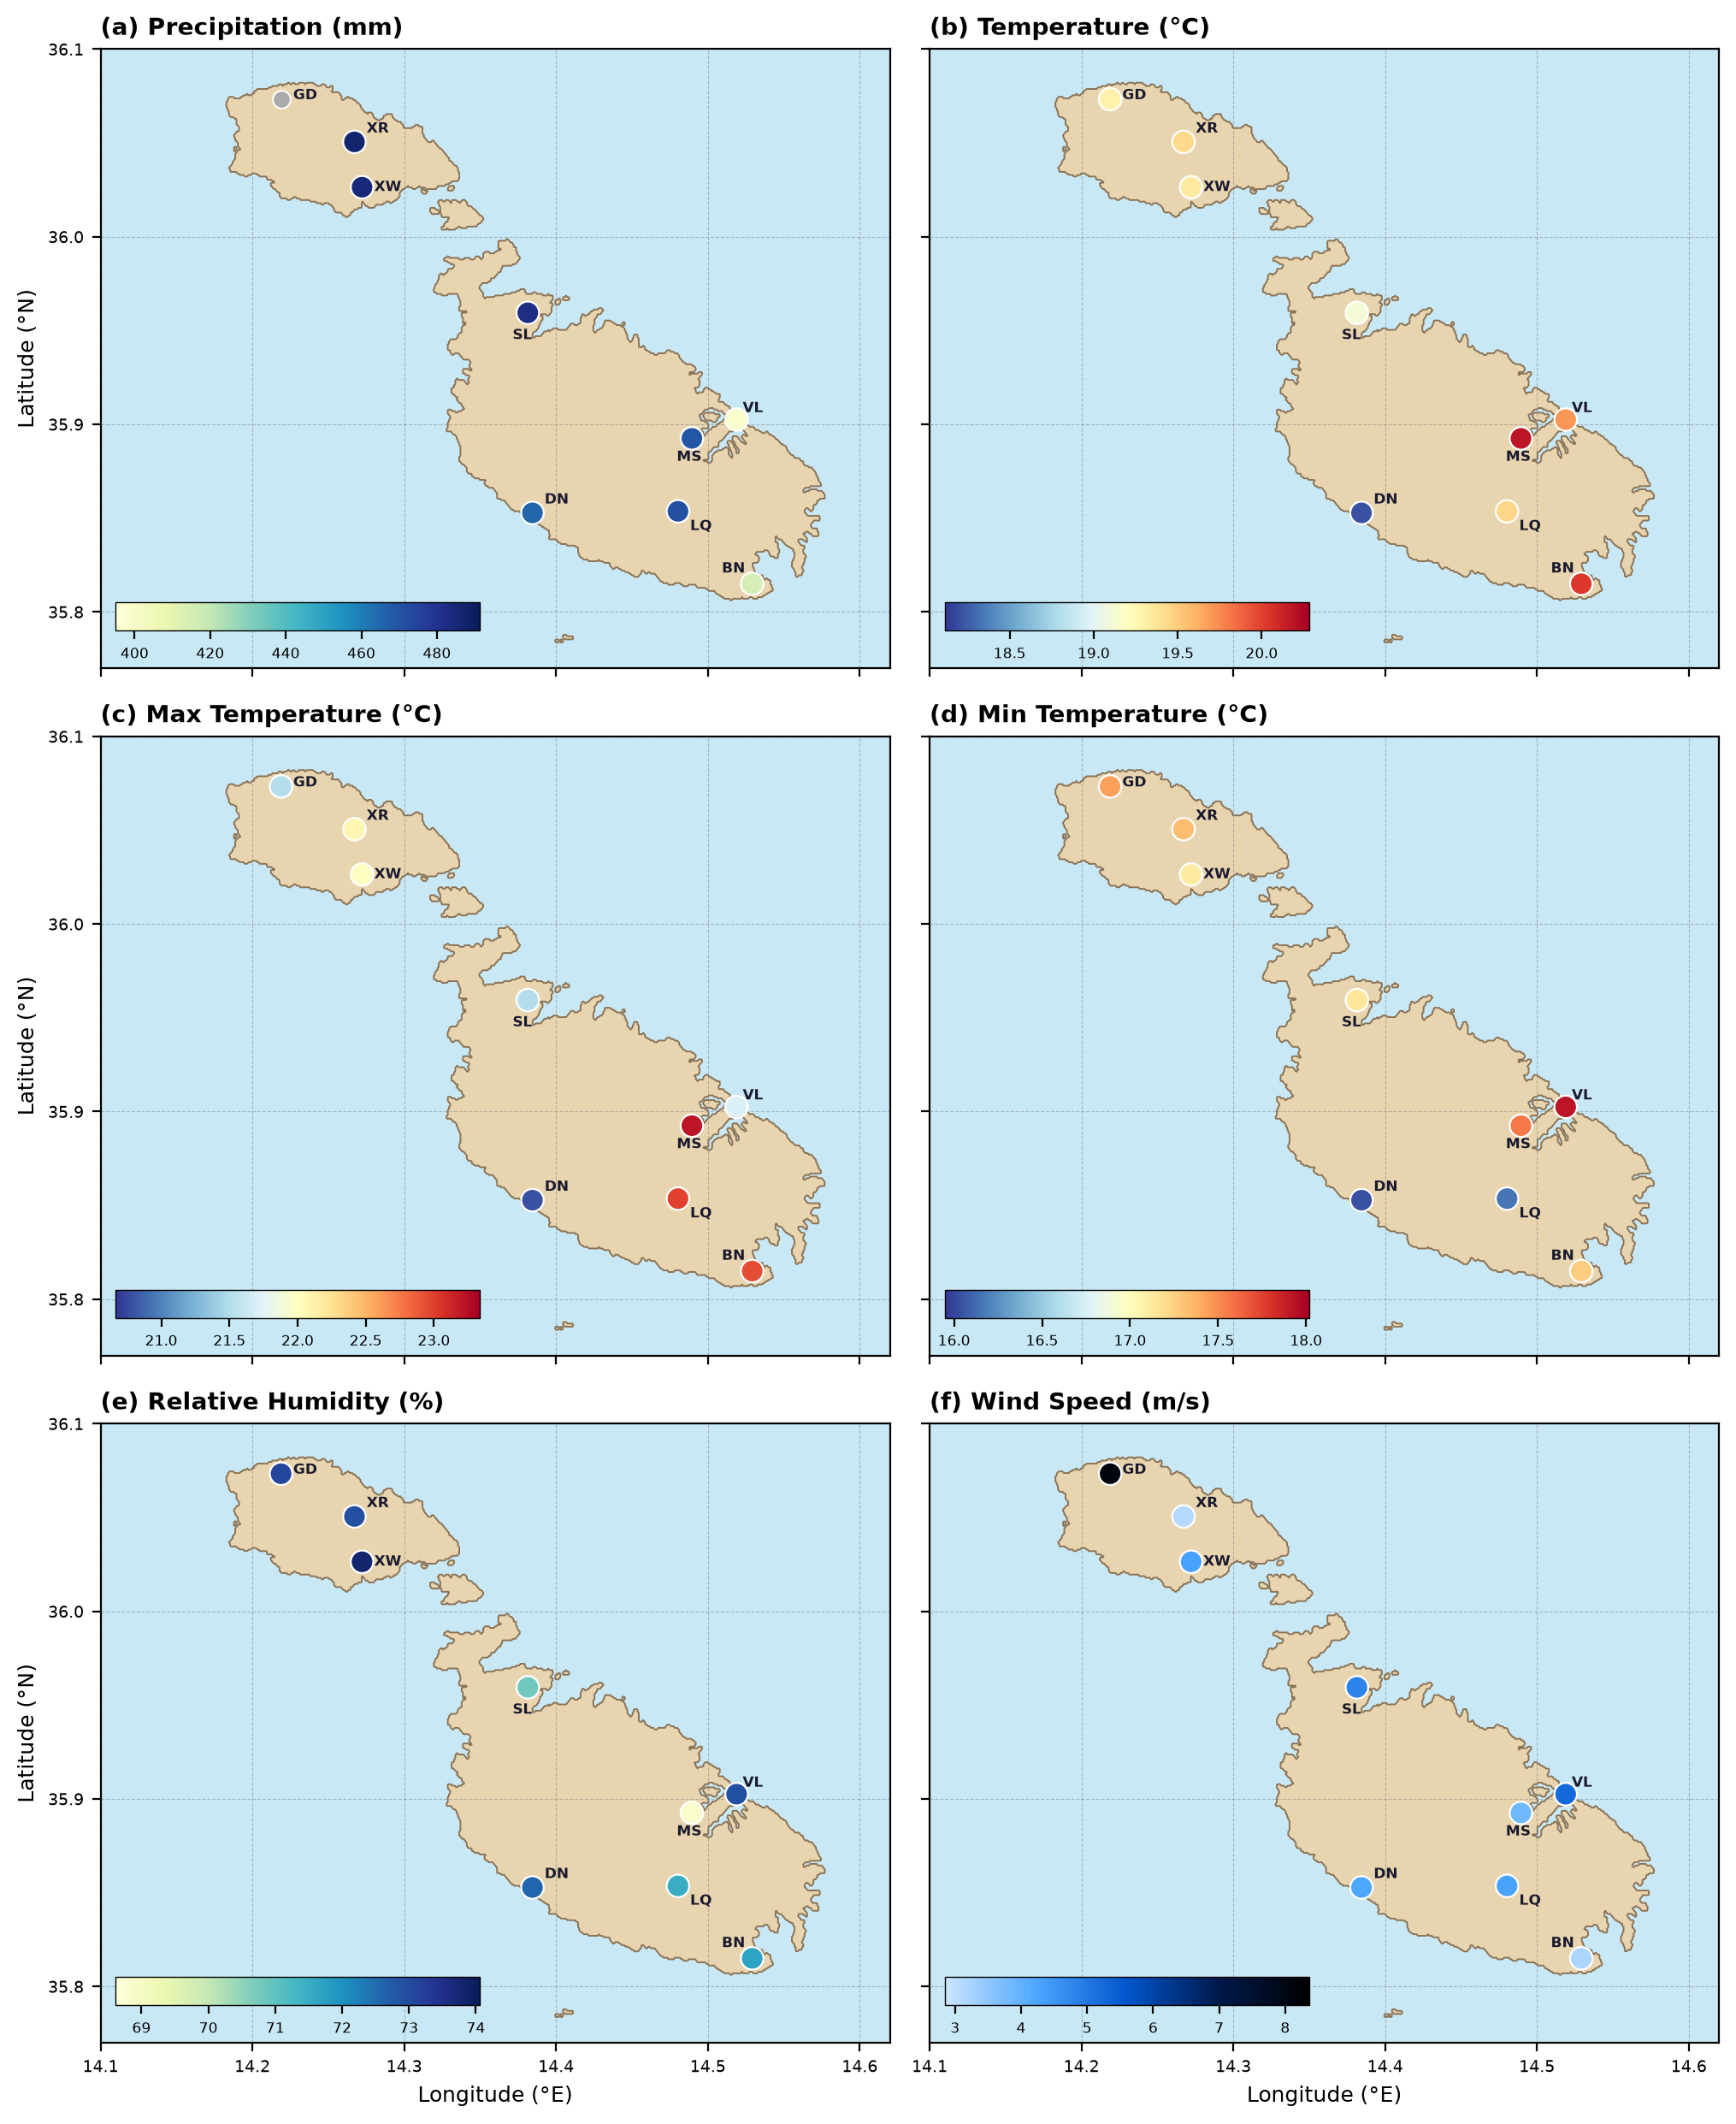 (a) Precipitation (mm)
(b) Temperature (°C)
36.1
36.0
35.9
35.8
Latitude (°N)
GD
XR
XW
SL
VL
MS
DN
LQ
BN
400 420 440 460 480
GD
XR
XW
SL
VL
MS
DN
LQ
BN
18.5 19.0 19.5 20.0
(c) Max Temperature (°C)
(d) Min Temperature (°C)
36.1
36.0
35.9
35.8
Latitude (°N)
GD
XR
XW
SL
VL
MS
DN
LQ
BN
21.0 21.5 22.0 22.5 23.0
GD
XR
XW
SL
VL
MS
DN
LQ
BN
16.0 16.5 17.0 17.5 18.0
(e) Relative Humidity (%)
(f) Wind Speed (m/s)
36.1
36.0
35.9
35.8
Latitude (°N)
GD
XR
XW
SL
VL
MS
DN
LQ
BN
69 70 71 72 73 74
GD
XR
XW
SL
VL
MS
DN
LQ
BN
3 4 5 6 7 8
14.1 14.2 14.3 14.4 14.5 14.6
14.1 14.2 14.3 14.4 14.5 14.6
Longitude (°E)
Longitude (°E)